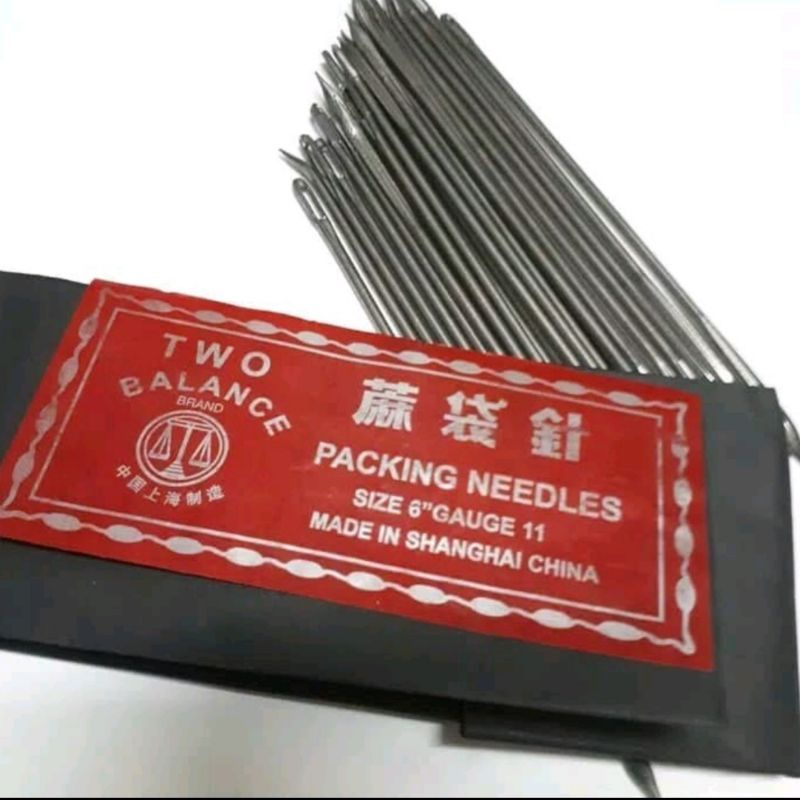 TWO
BALANCE
BRAND
中国上海制造
蔴袋針
PACKING NEEDLES
SIZE 6"GAUGE 11
MADE IN SHANGHAI CHINA